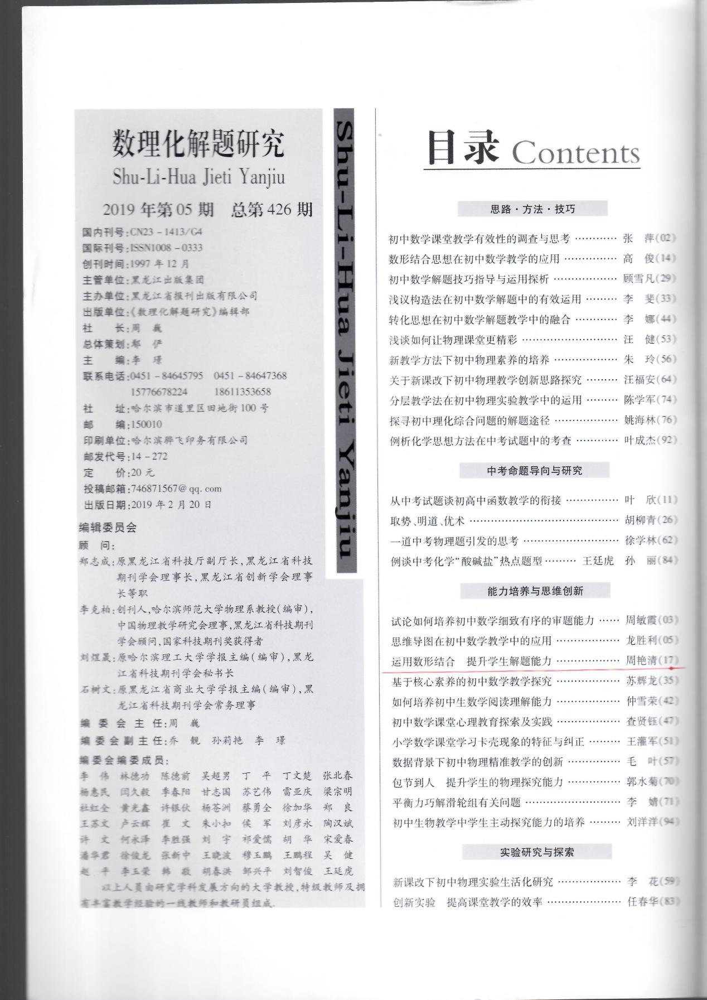 数理化解题研究
Shu-Li-Hua Jieti Yanjiu
2019 年第 05 期 总第 426 期
国内刊号:CN23-1413/G4
国际刊号:ISSN1008-0333
创刊时间:1997 年 12 月
主管单位:黑龙江出版集团
主办单位:黑龙江省报刊出版有限公司
出版单位:《数理化解题研究》编辑部
社 长:周 巍
总体策划:鄢 俨
主 编:李 璟
联系电话:0451-84645795 0451-84647368
15776678224 18611353658
社 址:哈尔滨市道里区田地街 100 号
邮 编:150010
印刷单位:哈尔滨骅飞印务有限公司
邮发代号:14-272
定 价:20 元
投稿邮箱:746871567@qq.com
出版日期:2019 年 2 月 20 日
编辑委员会
顾 问:
郑志成:原黑龙江省科技厅副厅长,黑龙江省科技
期刊学会理事长,黑龙江省创新学会理事
长等职
李克柏:创刊人,哈尔滨师范大学物理系教授(编审),
中国物理教学研究会理事,黑龙江省科技期刊
学会顾问,国家科技期刊奖获得者
刘煜晟:原哈尔滨理工大学学报主编(编审),黑龙
江省科技期刊学会秘书长
石树文:原黑龙江省商业大学学报主编(编审),黑
龙江省科技期刊学会常务理事
编 委 会 主 任:周 巍
编委会副主任:乔 靓 孙莉艳 李 璟
编委会编委成员:
李 伟 林德功 陈德前 吴超男 丁 平 丁文楚 张北春
杨惠民 闫久毅 季春阳 甘志国 苏艺伟 雷亚庆 梁宗明
杜红全 黄光鑫 许银伙 杨苍洲 蔡勇全 徐加华 郑 良
王苏文 卢云辉 崔 文 朱小扣 侯 军 刘彦永 陶汉斌
许 文 何永泽 李胜强 刘 宇 祁爱儒 胡 华 宋爱春
潘华君 徐俊龙 张新中 王晓波 穆玉鹏 王鹏程 吴 健
赵 平 李玉荣 韩 敬 胡春洪 邹兴平 刘智俊 王廷虎
以上人员由研究学科发展方向的大学教授,特级教师及拥
有丰富教学经验的一线教师和教研员组成.
Shu-Li-Hua Jieti Yanjiu
目录 Contents
思路·方法·技巧
初中数学课堂教学有效性的调查与思考 ………… 张 萍(02)
数形结合思想在初中数学教学的应用 …………… 高 俊(14)
初中数学解题技巧指导与运用探析 ……………… 顾雪凡(29)
浅议构造法在初中数学解题中的有效运用 ……… 李 斐(33)
转化思想在初中数学解题教学中的融合 ………… 李 娜(44)
浅谈如何让物理课堂更精彩 ……………………… 汪 健(53)
新教学方法下初中物理素养的培养 ……………… 朱 玲(56)
关于新课改下初中物理教学创新思路探究 ……… 汪福安(64)
分层教学法在初中物理实验教学中的运用 ……… 陈学军(74)
探寻初中理化综合问题的解题途径 ……………… 姚海林(76)
例析化学思想方法在中考试题中的考查 ………… 叶成杰(92)
中考命题导向与研究
从中考试题谈初高中函数教学的衔接 …………… 叶 欣(11)
取势、明道、优术 …………………………………… 胡柳青(26)
一道中考物理题引发的思考 ……………………… 徐学林(62)
例谈中考化学“酸碱盐”热点题型 ……… 王廷虎 孙 丽(84)
能力培养与思维创新
试论如何培养初中数学细致有序的审题能力 …… 周敏霞(03)
思维导图在初中数学教学中的应用 ……………… 龙胜利(05)
运用数形结合 提升学生解题能力 ……………… 周艳清(17)
基于核心素养的初中数学教学探究 ……………… 苏辉龙(35)
如何培养初中生数学阅读理解能力 ……………… 仲雪荣(42)
初中数学课堂心理教育探索及实践 ……………… 查贤钰(47)
小学数学课堂学习卡壳现象的特征与纠正 ……… 王灌军(51)
数据背景下初中物理精准教学的创新 …………… 毛 叶(57)
包节到人 提升学生的物理探究能力 …………… 郭水菊(70)
平衡力巧解滑轮组有关问题 ……………………… 李 婧(71)
初中生物教学中学生主动探究能力的培养 ……… 刘洋洋(94)
实验研究与探索
新课改下初中物理实验生活化研究 ……………… 李 花(59)
创新实验 提高课堂教学的效率 ………………… 任春华(83)